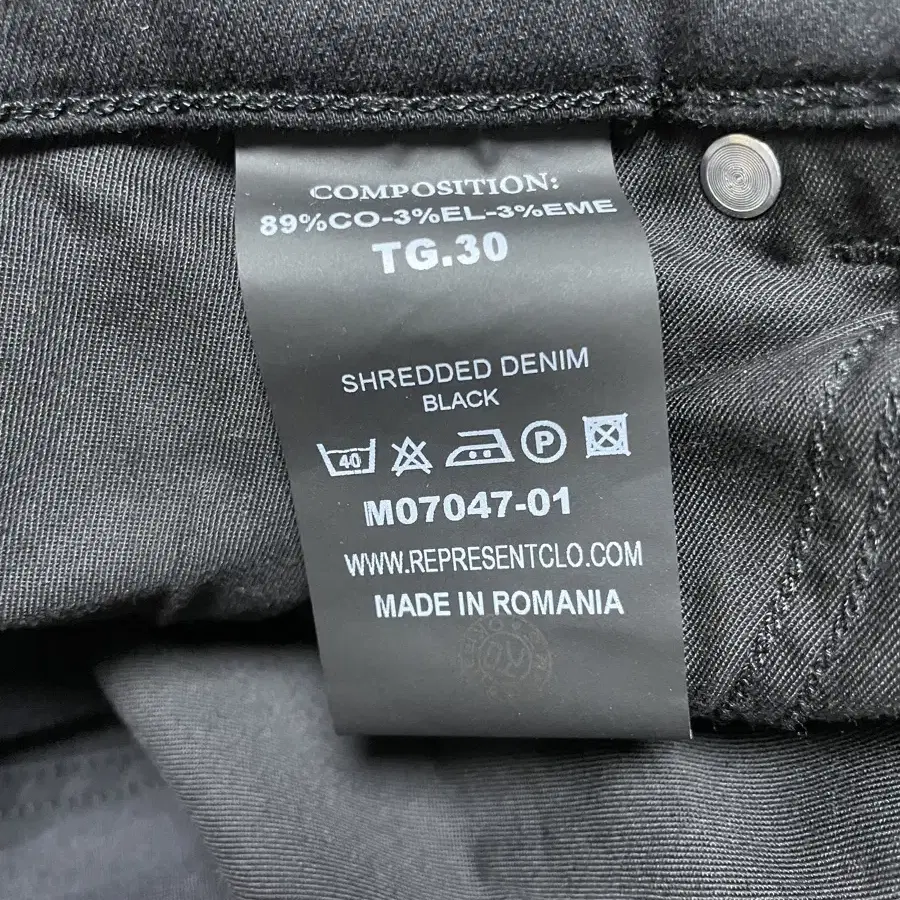 COMPOSITION:
89%CO-3%EL-3%EME
TG.30
SHREDDED DENIM
BLACK
40
P
M07047-01
WWW.REPRESENTCLO.COM
MADE IN ROMANIA